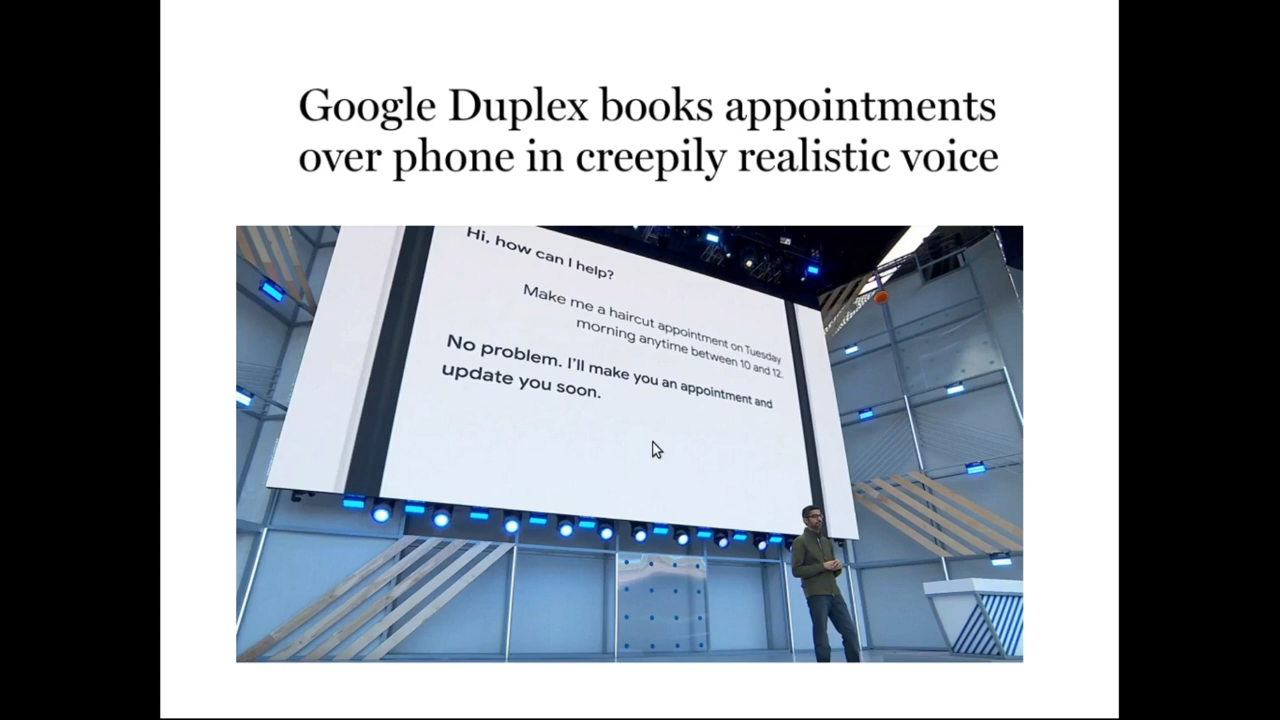 Google Duplex books appointments
over phone in creepily realistic voice
Hi, how can I help?
Make me a haircut appointment on Tuesday
morning anytime between 10 and 12.
No problem. I'll make you an appointment and
update you soon.